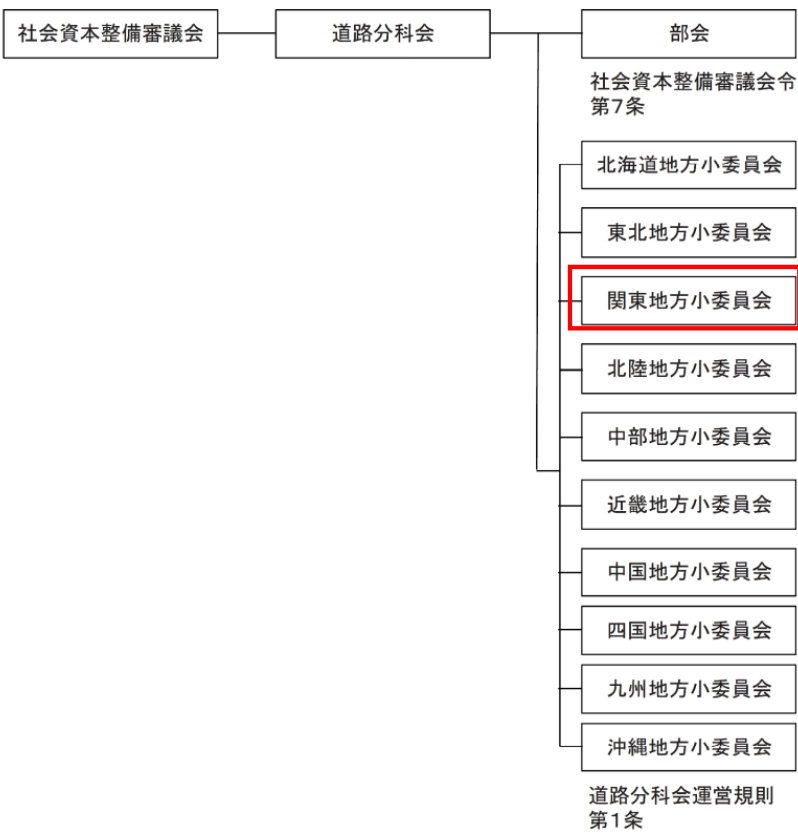 社会資本整備審議会
道路分科会
部会
社会資本整備審議会令
第7条
北海道地方小委員会
東北地方小委員会
関東地方小委員会
北陸地方小委員会
中部地方小委員会
近畿地方小委員会
中国地方小委員会
四国地方小委員会
九州地方小委員会
沖縄地方小委員会
道路分科会運営規則
第1条